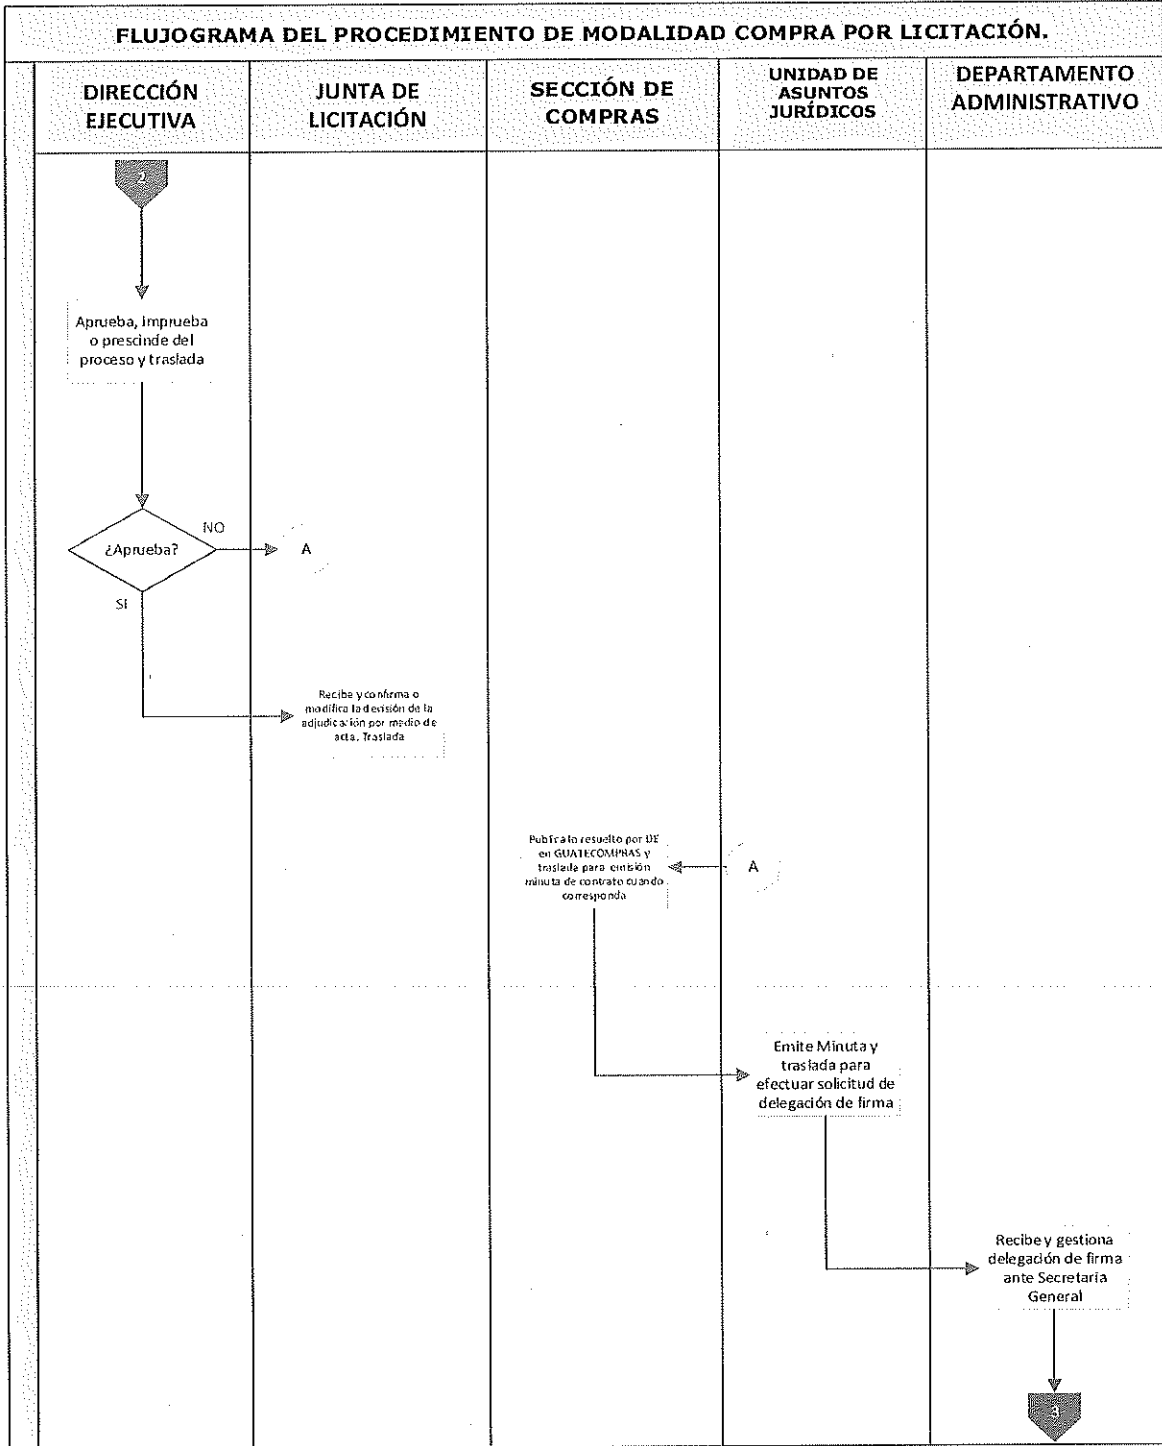 FLUJOGRAMA DEL PROCEDIMIENTO DE MODALIDAD COMPRA POR LICITACIÓN.
DIRECCIÓN
EJECUTIVA
JUNTA DE
LICITACIÓN
SECCIÓN DE
COMPRAS
UNIDAD DE
ASUNTOS
JURÍDICOS
DEPARTAMENTO
ADMINISTRATIVO
2
Aprueba, imprueba
o prescinde del
proceso y traslada
¿Aprueba?
NO
A
SI
Recibe y confirma o
modifica la decisión de la
adjudicación por medio de
acta. Traslada
Publica lo resuelto por DE
en GUATECOMPRAS y
traslada para emisión
minuta de contrato cuando
corresponda
A
Emite Minuta y
traslada para
efectuar solicitud de
delegación de firma
Recibe y gestiona
delegación de firma
ante Secretaria
General
3